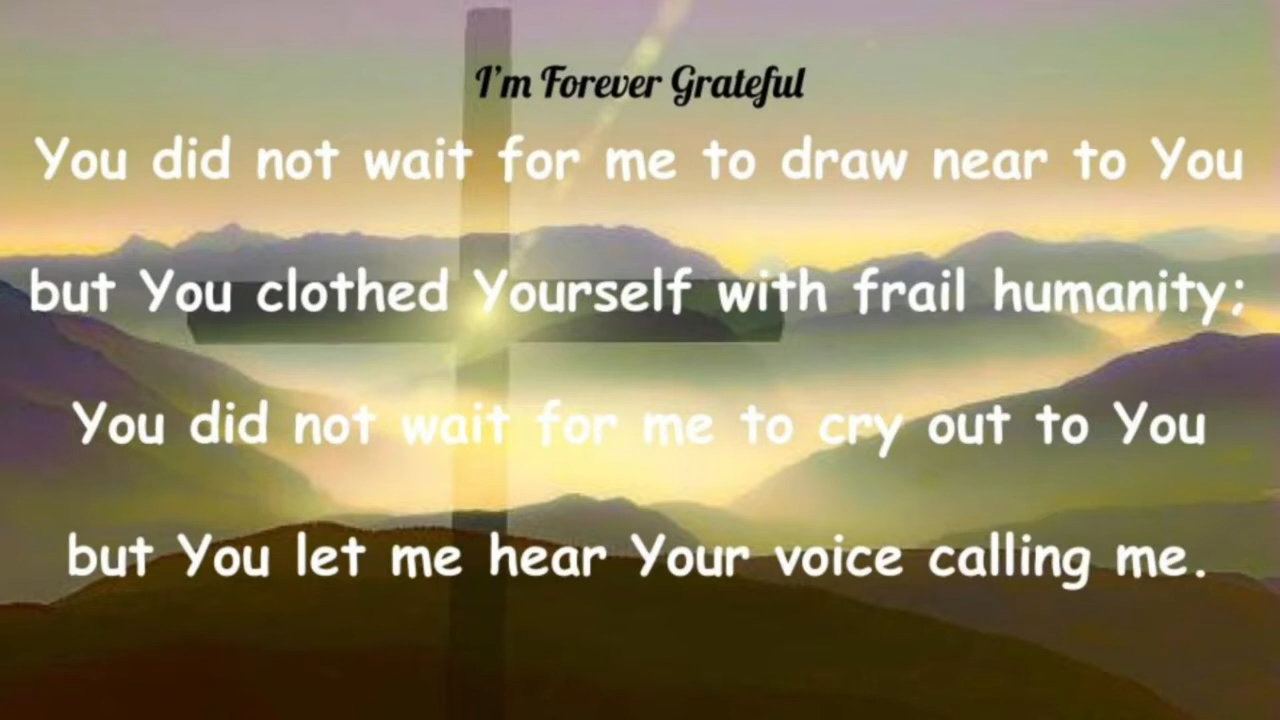 I'm Forever Grateful
You did not wait for me to draw near to You
but You clothed Yourself with frail humanity;
You did not wait for me to cry out to You
but You let me hear Your voice calling me.